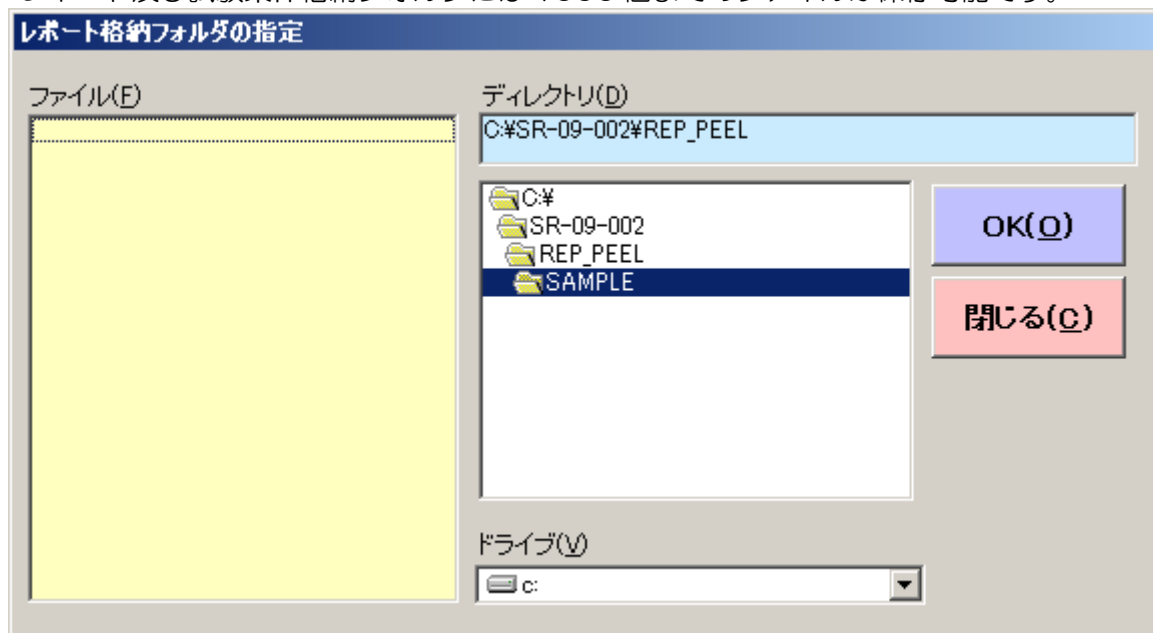 レポート格納フォルダの指定
ファイル(F)
ディレクトリ(D)
C:¥SR-09-002¥REP_PEEL
C:¥
SR-09-002
REP_PEEL
SAMPLE
OK(O)
閉じる(C)
ドライブ(V)
c: